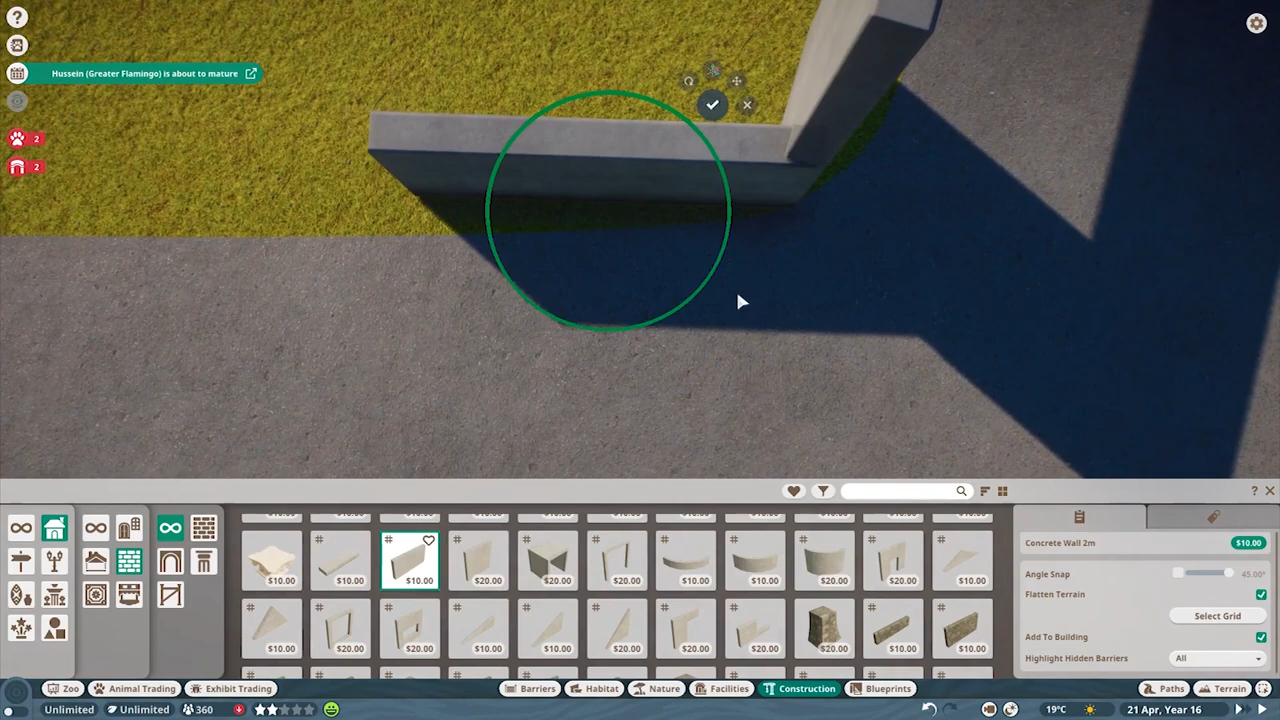 ?
Hussein (Greater Flamingo) is about to mature
2
2
?
Concrete Wall 2m
$10.00
Angle Snap
45.00°
Flatten Terrain
Select Grid
Add To Building
Highlight Hidden Barriers
All
$10.00 $10.00 $10.00 $20.00 $20.00 $20.00 $10.00 $10.00 $20.00 $20.00 $10.00
$10.00 $20.00 $20.00 $10.00 $10.00 $20.00 $20.00 $20.00 $20.00 $10.00 $10.00
Zoo Animal Trading Exhibit Trading Barriers Habitat Nature Facilities Construction Blueprints Paths Terrain
Unlimited Unlimited 360 19°C 21 Apr, Year 16